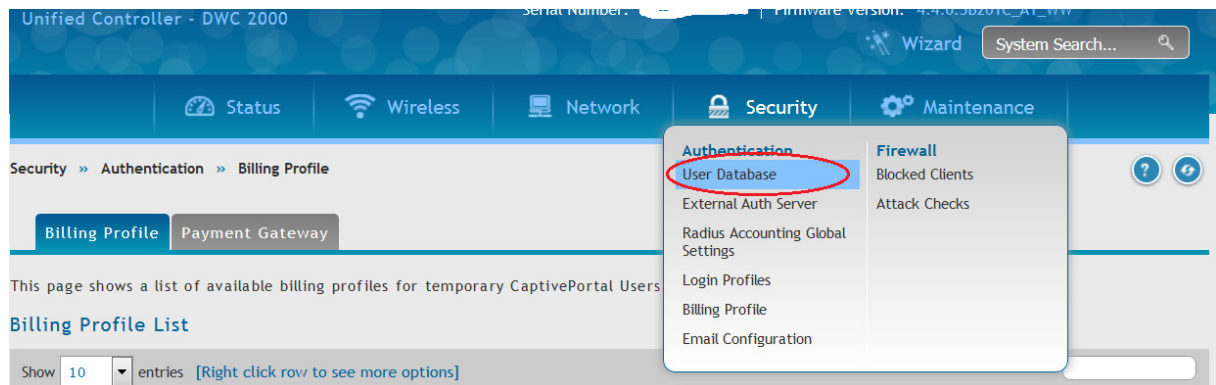 Unified Controller - DWC 2000
Serial Number: | Firmware Version:
Wizard
System Search...
Status
Wireless
Network
Security
Maintenance
Security » Authentication » Billing Profile
Authentication
User Database
External Auth Server
Radius Accounting Global
Settings
Login Profiles
Billing Profile
Email Configuration
Firewall
Blocked Clients
Attack Checks
?
Billing Profile
Payment Gateway
This page shows a list of available billing profiles for temporary CaptivePortal Users
Billing Profile List
Show 10 entries [Right click row to see more options]